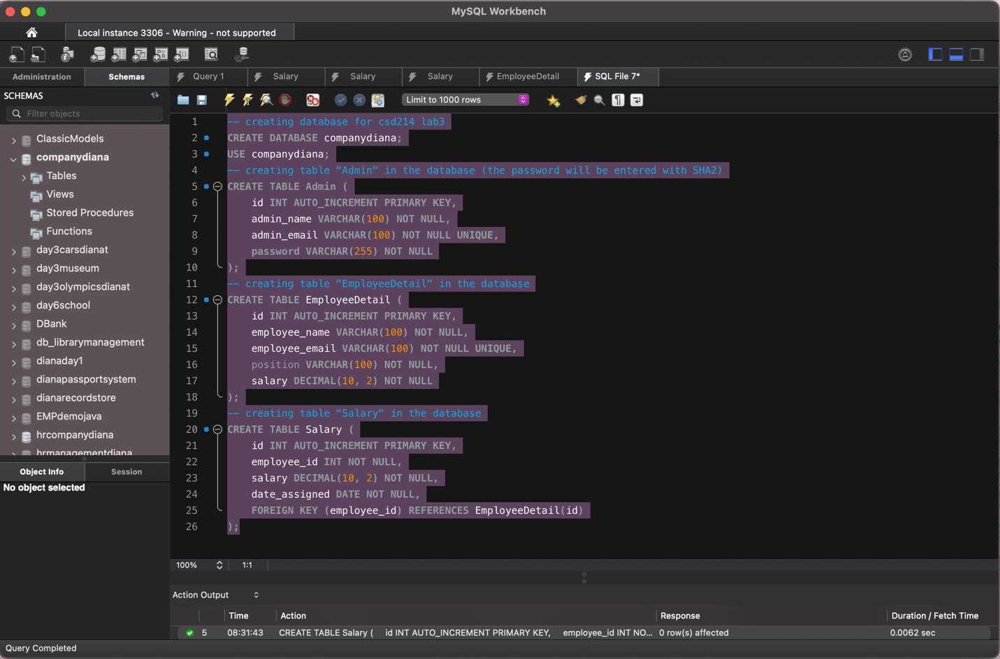 MySQL Workbench
Local instance 3306 - Warning - not supported
Administration
Schemas
Query 1
Salary
Salary
Salary
EmployeeDetail
SQL File 7*
SCHEMAS
Filter objects
Limit to 1000 rows
ClassicModels
companydiana
Tables
Views
Stored Procedures
Functions
day3carsdianat
day3museum
day3olympicsdianat
day6school
DBank
db_librarymanagement
dianaday1
dianapassportsystem
dianarecordstore
EMPdemojava
hrcompanydiana
hrmanagementdiana
Object Info
Session
No object selected
1 -- creating database for csd214 lab3
2 CREATE DATABASE companydiana;
3 USE companydiana;
4 -- creating table "Admin" in the database (the password will be entered with SHA2)
5 CREATE TABLE Admin (
6 id INT AUTO_INCREMENT PRIMARY KEY,
7 admin_name VARCHAR(100) NOT NULL,
8 admin_email VARCHAR(100) NOT NULL UNIQUE,
9 password VARCHAR(255) NOT NULL
10 );
11 -- creating table "EmployeeDetail" in the database
12 CREATE TABLE EmployeeDetail (
13 id INT AUTO_INCREMENT PRIMARY KEY,
14 employee_name VARCHAR(100) NOT NULL,
15 employee_email VARCHAR(100) NOT NULL UNIQUE,
16 position VARCHAR(100) NOT NULL,
17 salary DECIMAL(10, 2) NOT NULL
18 );
19 -- creating table "Salary" in the database
20 CREATE TABLE Salary (
21 id INT AUTO_INCREMENT PRIMARY KEY,
22 employee_id INT NOT NULL,
23 salary DECIMAL(10, 2) NOT NULL,
24 date_assigned DATE NOT NULL,
25 FOREIGN KEY (employee_id) REFERENCES EmployeeDetail(id)
26 );
100%
1:1
Action Output
Time Action Response Duration / Fetch Time
5 08:31:43 CREATE TABLE Salary ( id INT AUTO_INCREMENT PRIMARY KEY, employee_id INT NO... 0 row(s) affected 0.0062 sec
Query Completed